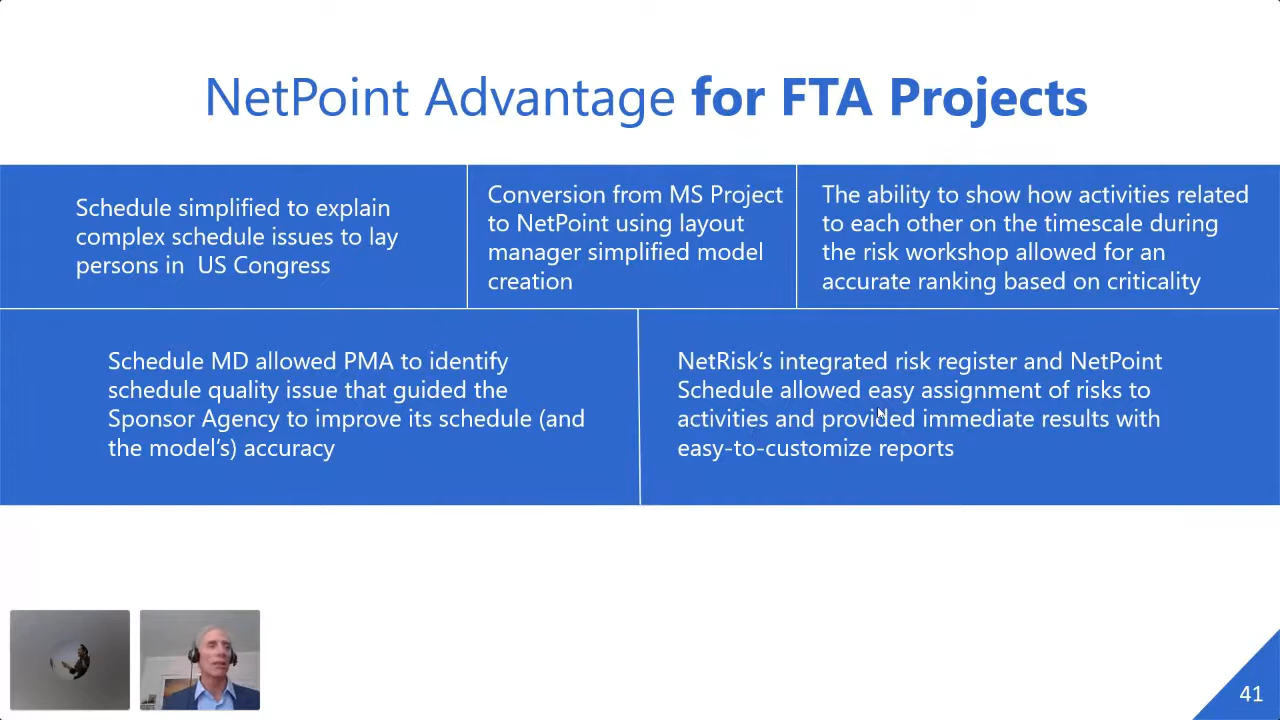 NetPoint Advantage for FTA Projects
Schedule simplified to explain
complex schedule issues to lay
persons in  US Congress
Conversion from MS Project
to NetPoint using layout
manager simplified model
creation
The ability to show how activities related
to each other on the timescale during
the risk workshop allowed for an
accurate ranking based on criticality
Schedule MD allowed PMA to identify
schedule quality issue that guided the
Sponsor Agency to improve its schedule (and
the model's) accuracy
NetRisk's integrated risk register and NetPoint
Schedule allowed easy assignment of risks to
activities and provided immediate results with
easy-to-customize reports
41